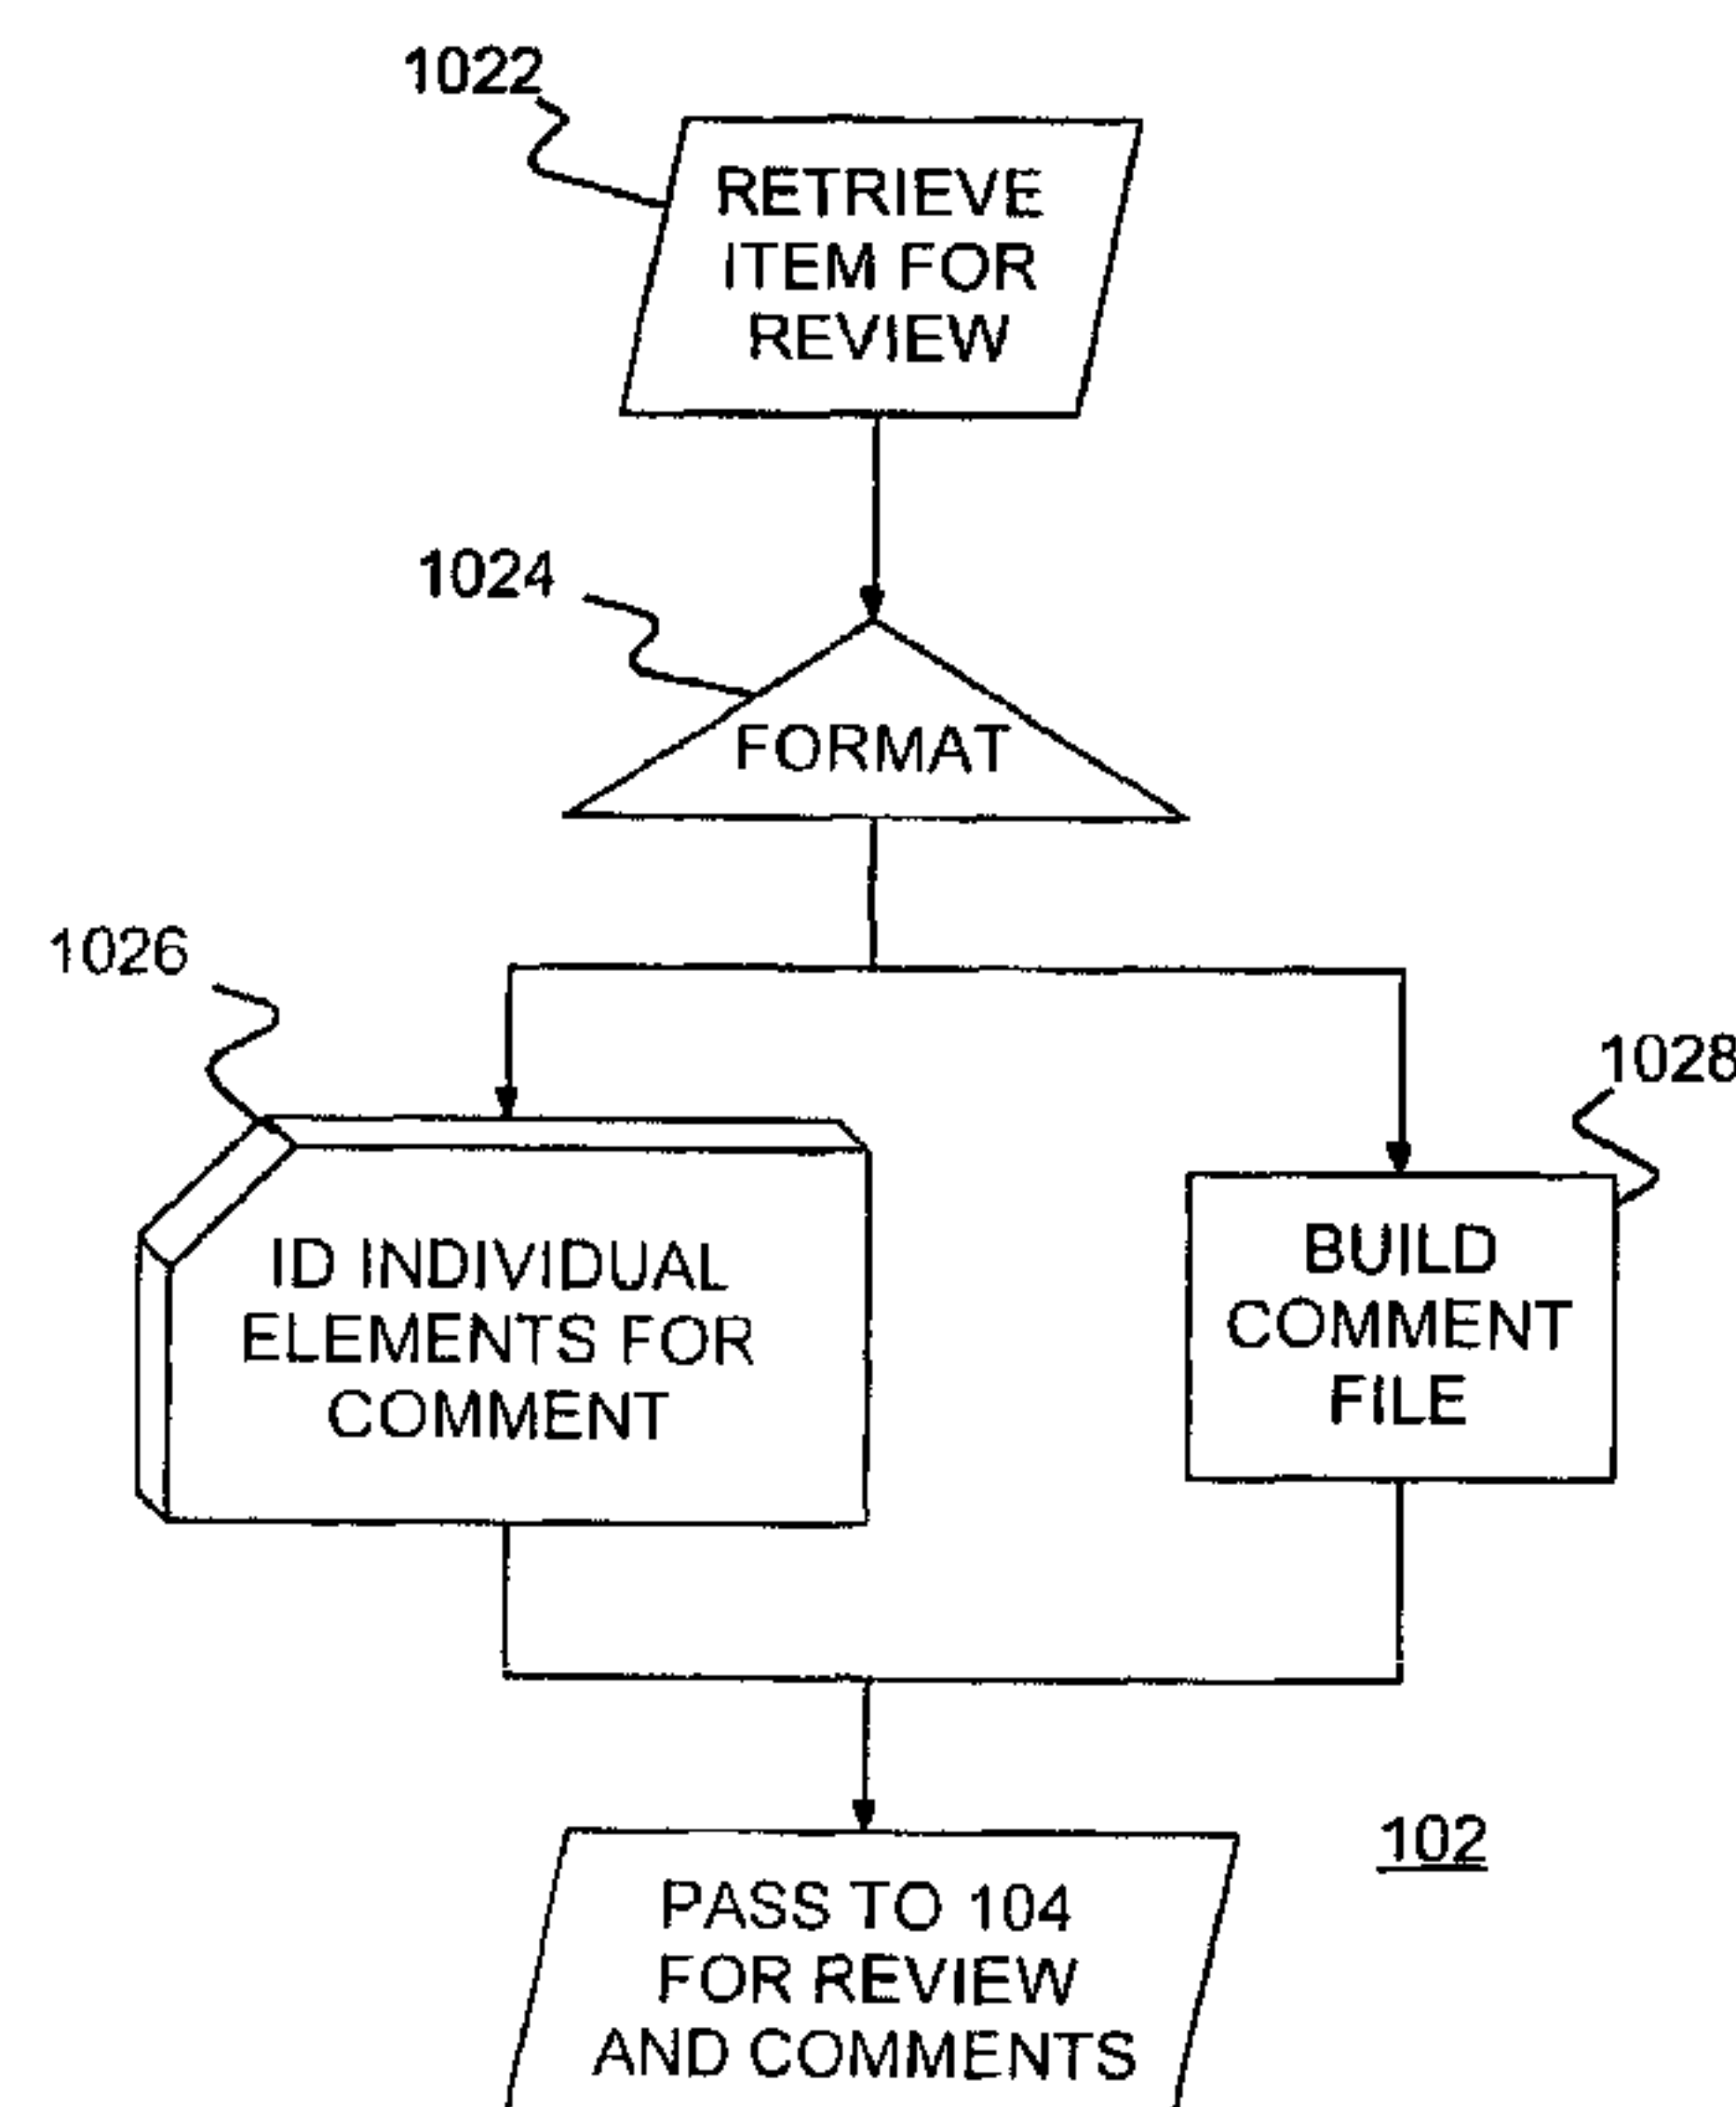 1022
RETRIEVE
ITEM FOR
REVIEW
1024
FORMAT
1026
1028
ID INDIVIDUAL
ELEMENTS FOR
COMMENT
BUILD
COMMENT
FILE
102
PASS TO 104
FOR REVIEW
AND COMMENTS